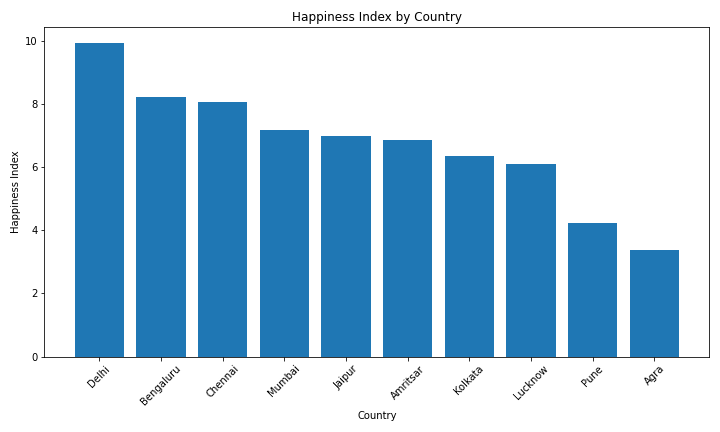 Happiness Index by Country
Happiness Index
10
8
6
4
2
0
Delhi
Bengaluru
Chennai
Mumbai
Jaipur
Amritsar
Kolkata
Lucknow
Pune
Agra
Country